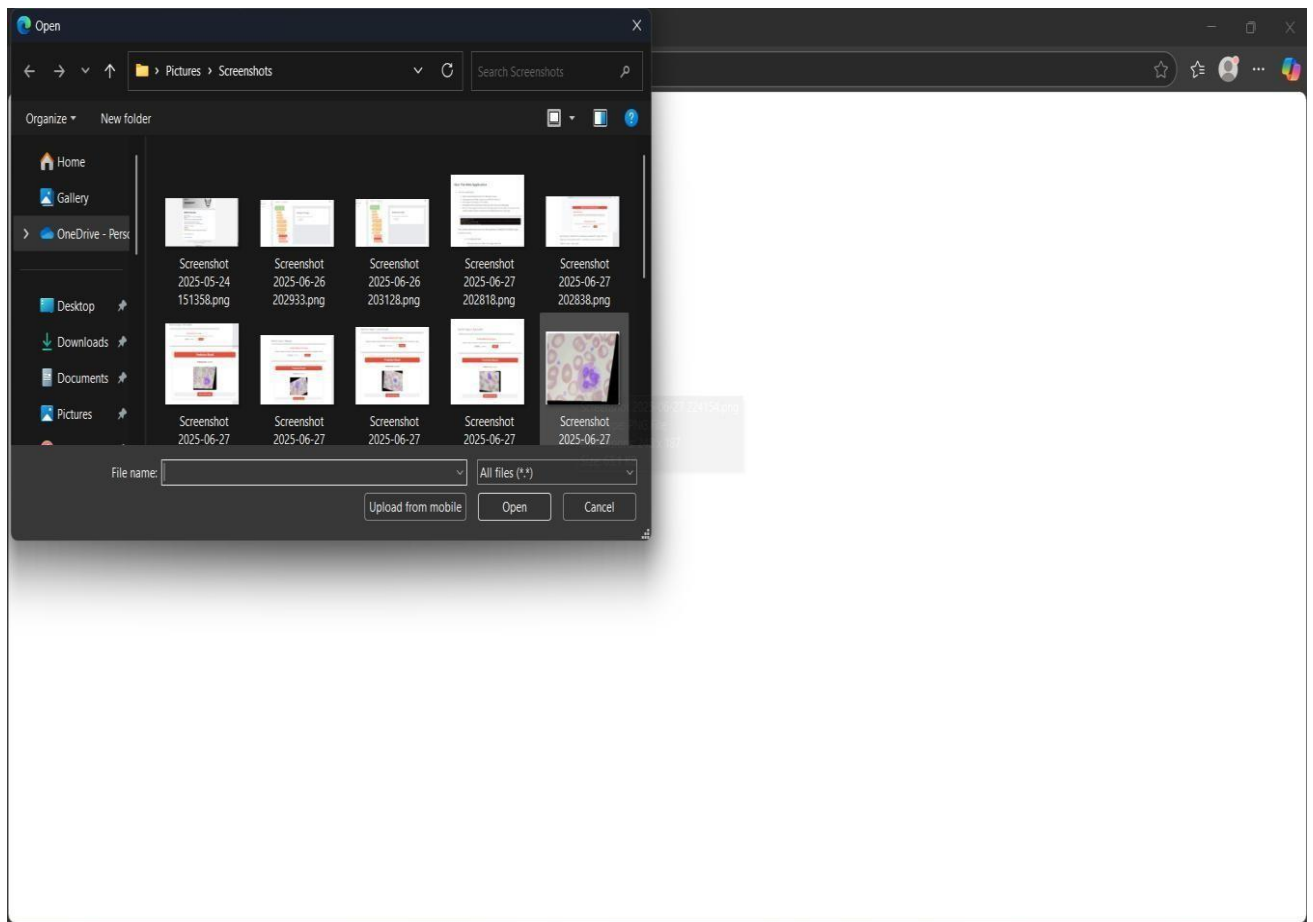 Open
Pictures > Screenshots
Search Screenshots
Organize
New folder
Home
Gallery
OneDrive - Perso
Desktop
Downloads
Documents
Pictures
Screenshot
2025-05-24
151358.png
Screenshot
2025-06-26
202933.png
Screenshot
2025-06-26
203128.png
Screenshot
2025-06-27
202818.png
Screenshot
2025-06-27
202838.png
Screenshot
2025-06-27
Screenshot
2025-06-27
Screenshot
2025-06-27
Screenshot
2025-06-27
Screenshot
2025-06-27
File name:
All files (*.*)
Upload from mobile
Open
Cancel